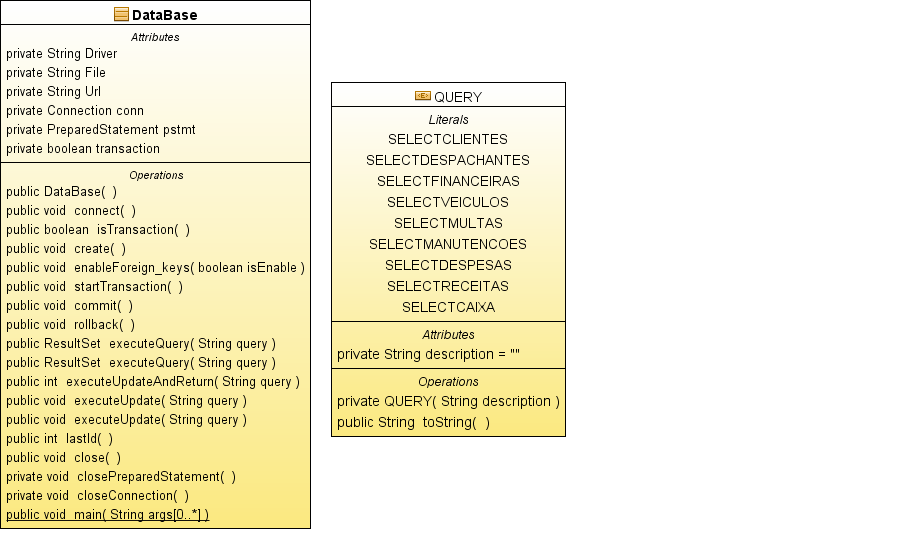 DataBase
Attributes
private String Driver
private String File
private String Url
private Connection conn
private PreparedStatement pstmt
private boolean transaction
Operations
public DataBase( )
public void connect( )
public boolean isTransaction( )
public void create( )
public void enableForeign_keys( boolean isEnable )
public void startTransaction( )
public void commit( )
public void rollback( )
public ResultSet executeQuery( String query )
public ResultSet executeQuery( String query )
public int executeUpdateAndReturn( String query )
public void executeUpdate( String query )
public void executeUpdate( String query )
public int lastId( )
public void close( )
private void closePreparedStatement( )
private void closeConnection( )
public void main( String args[0..*] )
<E> QUERY
Literals
SELECTCLIENTES
SELECTDESPACHANTES
SELECTFINANCEIRAS
SELECTVEICULOS
SELECTMULTAS
SELECTMANUTENCOES
SELECTDESPESAS
SELECTRECEITAS
SELECTCAIXA
Attributes
private String description = ""
Operations
private QUERY( String description )
public String toString( )